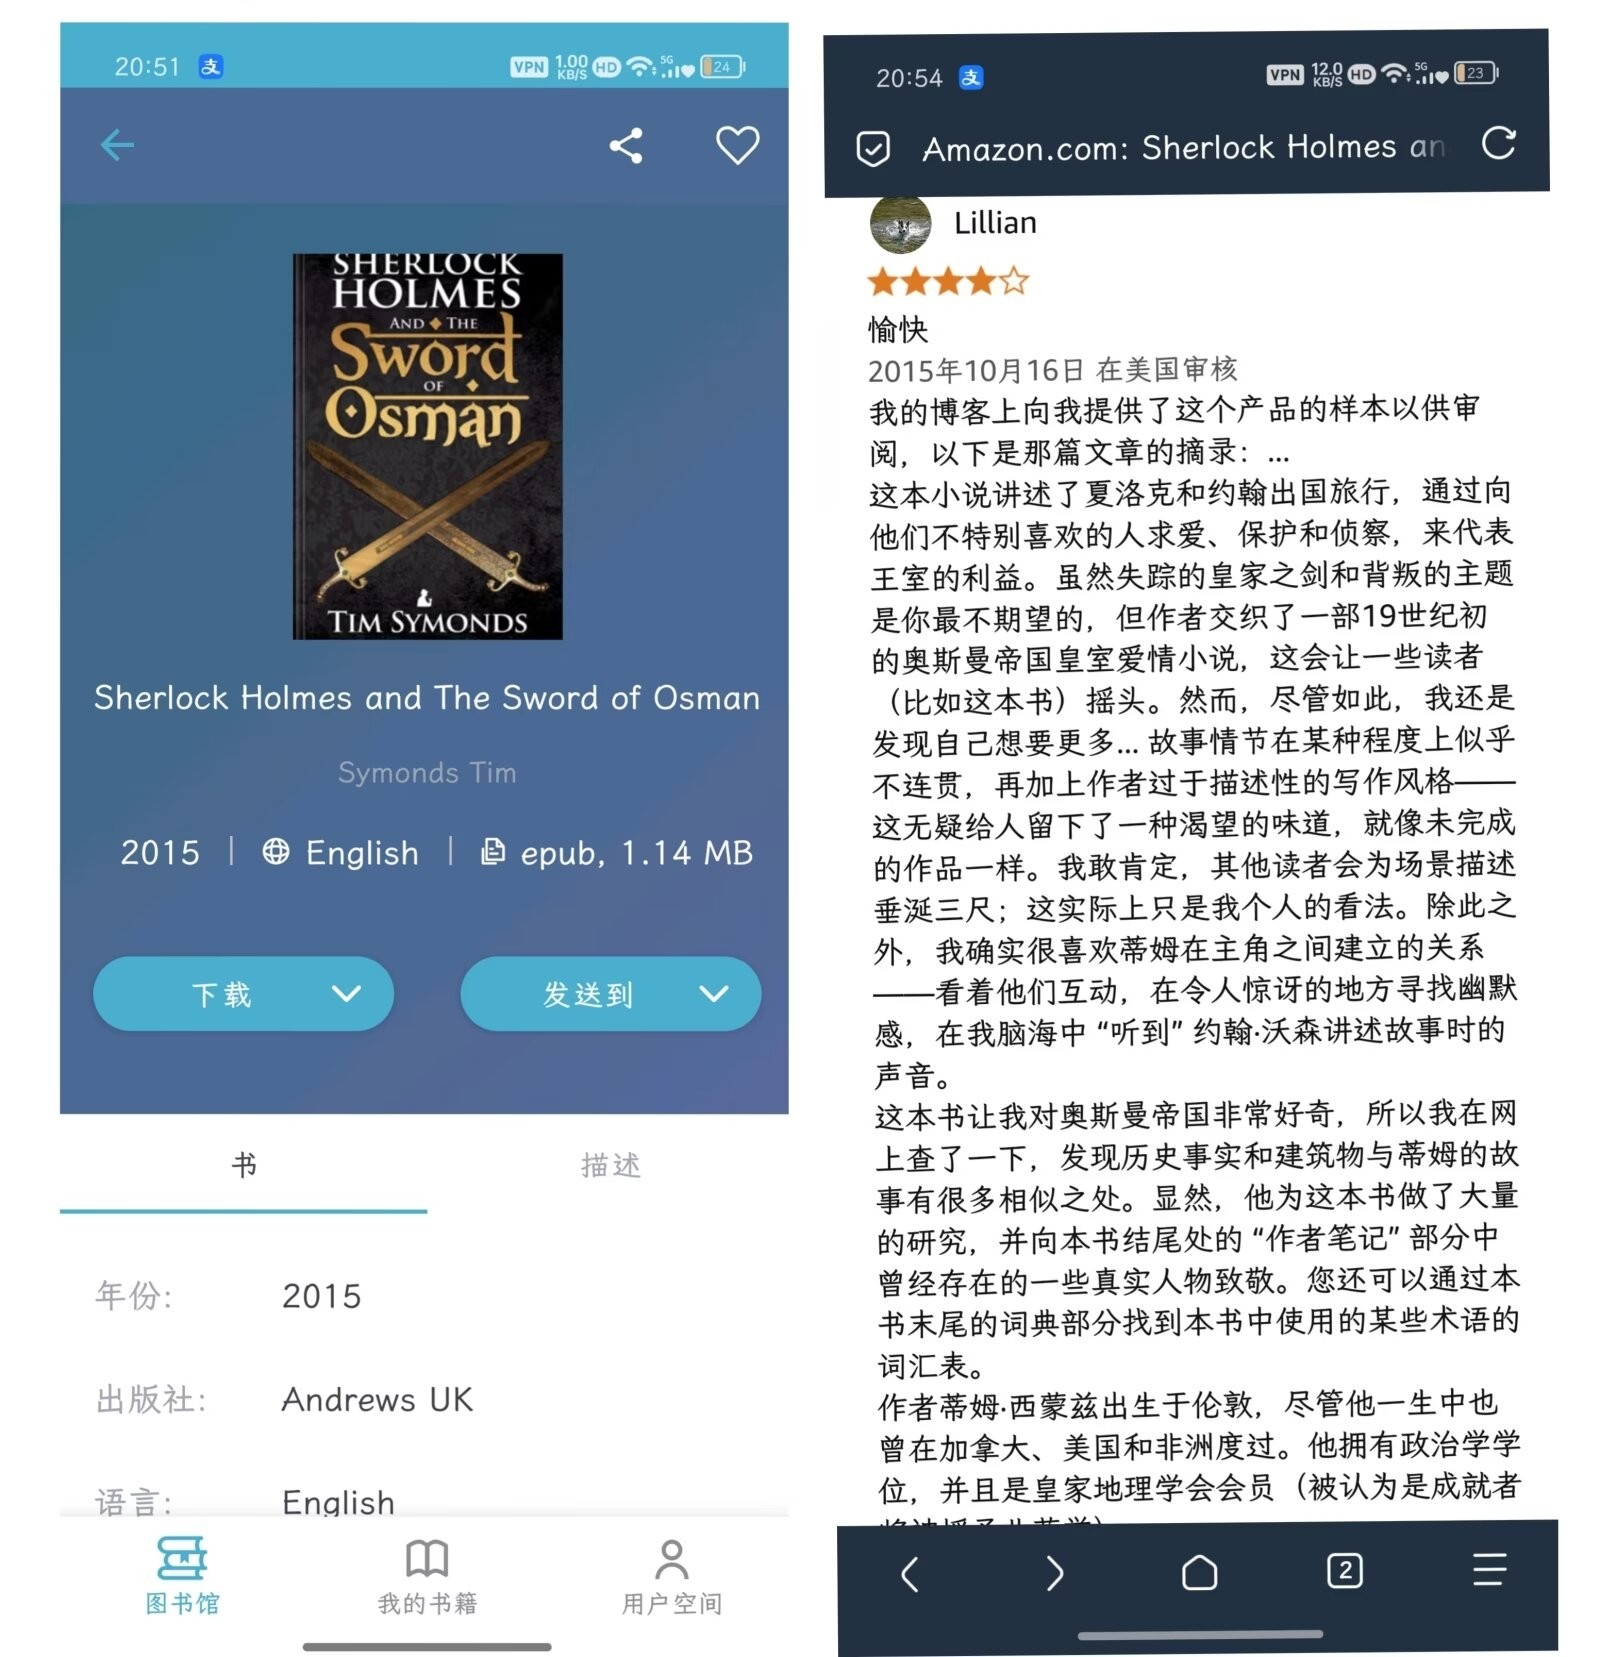 20:51 支 VPN 1.00 KB/S HD 5G 24
SHERLOCK
HOLMES
AND THE
Sword
OF
Osman
TIM SYMONDS
Sherlock Holmes and The Sword of Osman
Symonds Tim
2015 | English | epub, 1.14 MB
下载
发送到
书
描述
年份: 2015
出版社: Andrews UK
语言: English
图书馆
我的书籍
用户空间
20:54 支 VPN 12.0 KB/S HD 5G 23
Amazon.com: Sherlock Holmes an
Lillian
愉快
2015年10月16日 在美国审核
我的博客上向我提供了这个产品的样本以供审
阅，以下是那篇文章的摘录：...
这本小说讲述了夏洛克和约翰出国旅行，通过向
他们不特别喜欢的人求爱、保护和侦察，来代表
王室的利益。虽然失踪的皇家之剑和背叛的主题
是你最不期望的，但作者交织了一部19世纪初
的奥斯曼帝国皇室爱情小说，这会让一些读者
（比如这本书）摇头。然而，尽管如此，我还是
发现自己想要更多... 故事情节在某种程度上似乎
不连贯，再加上作者过于描述性的写作风格——
这无疑给人留下了一种渴望的味道，就像未完成
的作品一样。我敢肯定，其他读者会为场景描述
垂涎三尺；这实际上只是我个人的看法。除此之
外，我确实很喜欢蒂姆在主角之间建立的关系
——看着他们互动，在令人惊讶的地方寻找幽默
感，在我脑海中“听到”约翰·沃森讲述故事时的
声音。
这本书让我对奥斯曼帝国非常好奇，所以我在网
上查了一下，发现历史事实和建筑物与蒂姆的故
事有很多相似之处。显然，他为这本书做了大量
的研究，并向本书结尾处的“作者笔记”部分中
曾经存在的一些真实人物致敬。您还可以通过本
书末尾的词典部分找到本书中使用的某些术语的
词汇表。
作者蒂姆·西蒙兹出生于伦敦，尽管他一生中也
曾在加拿大、美国和非洲度过。他拥有政治学学
位，并且是皇家地理学会会员（被认为是成就者
2